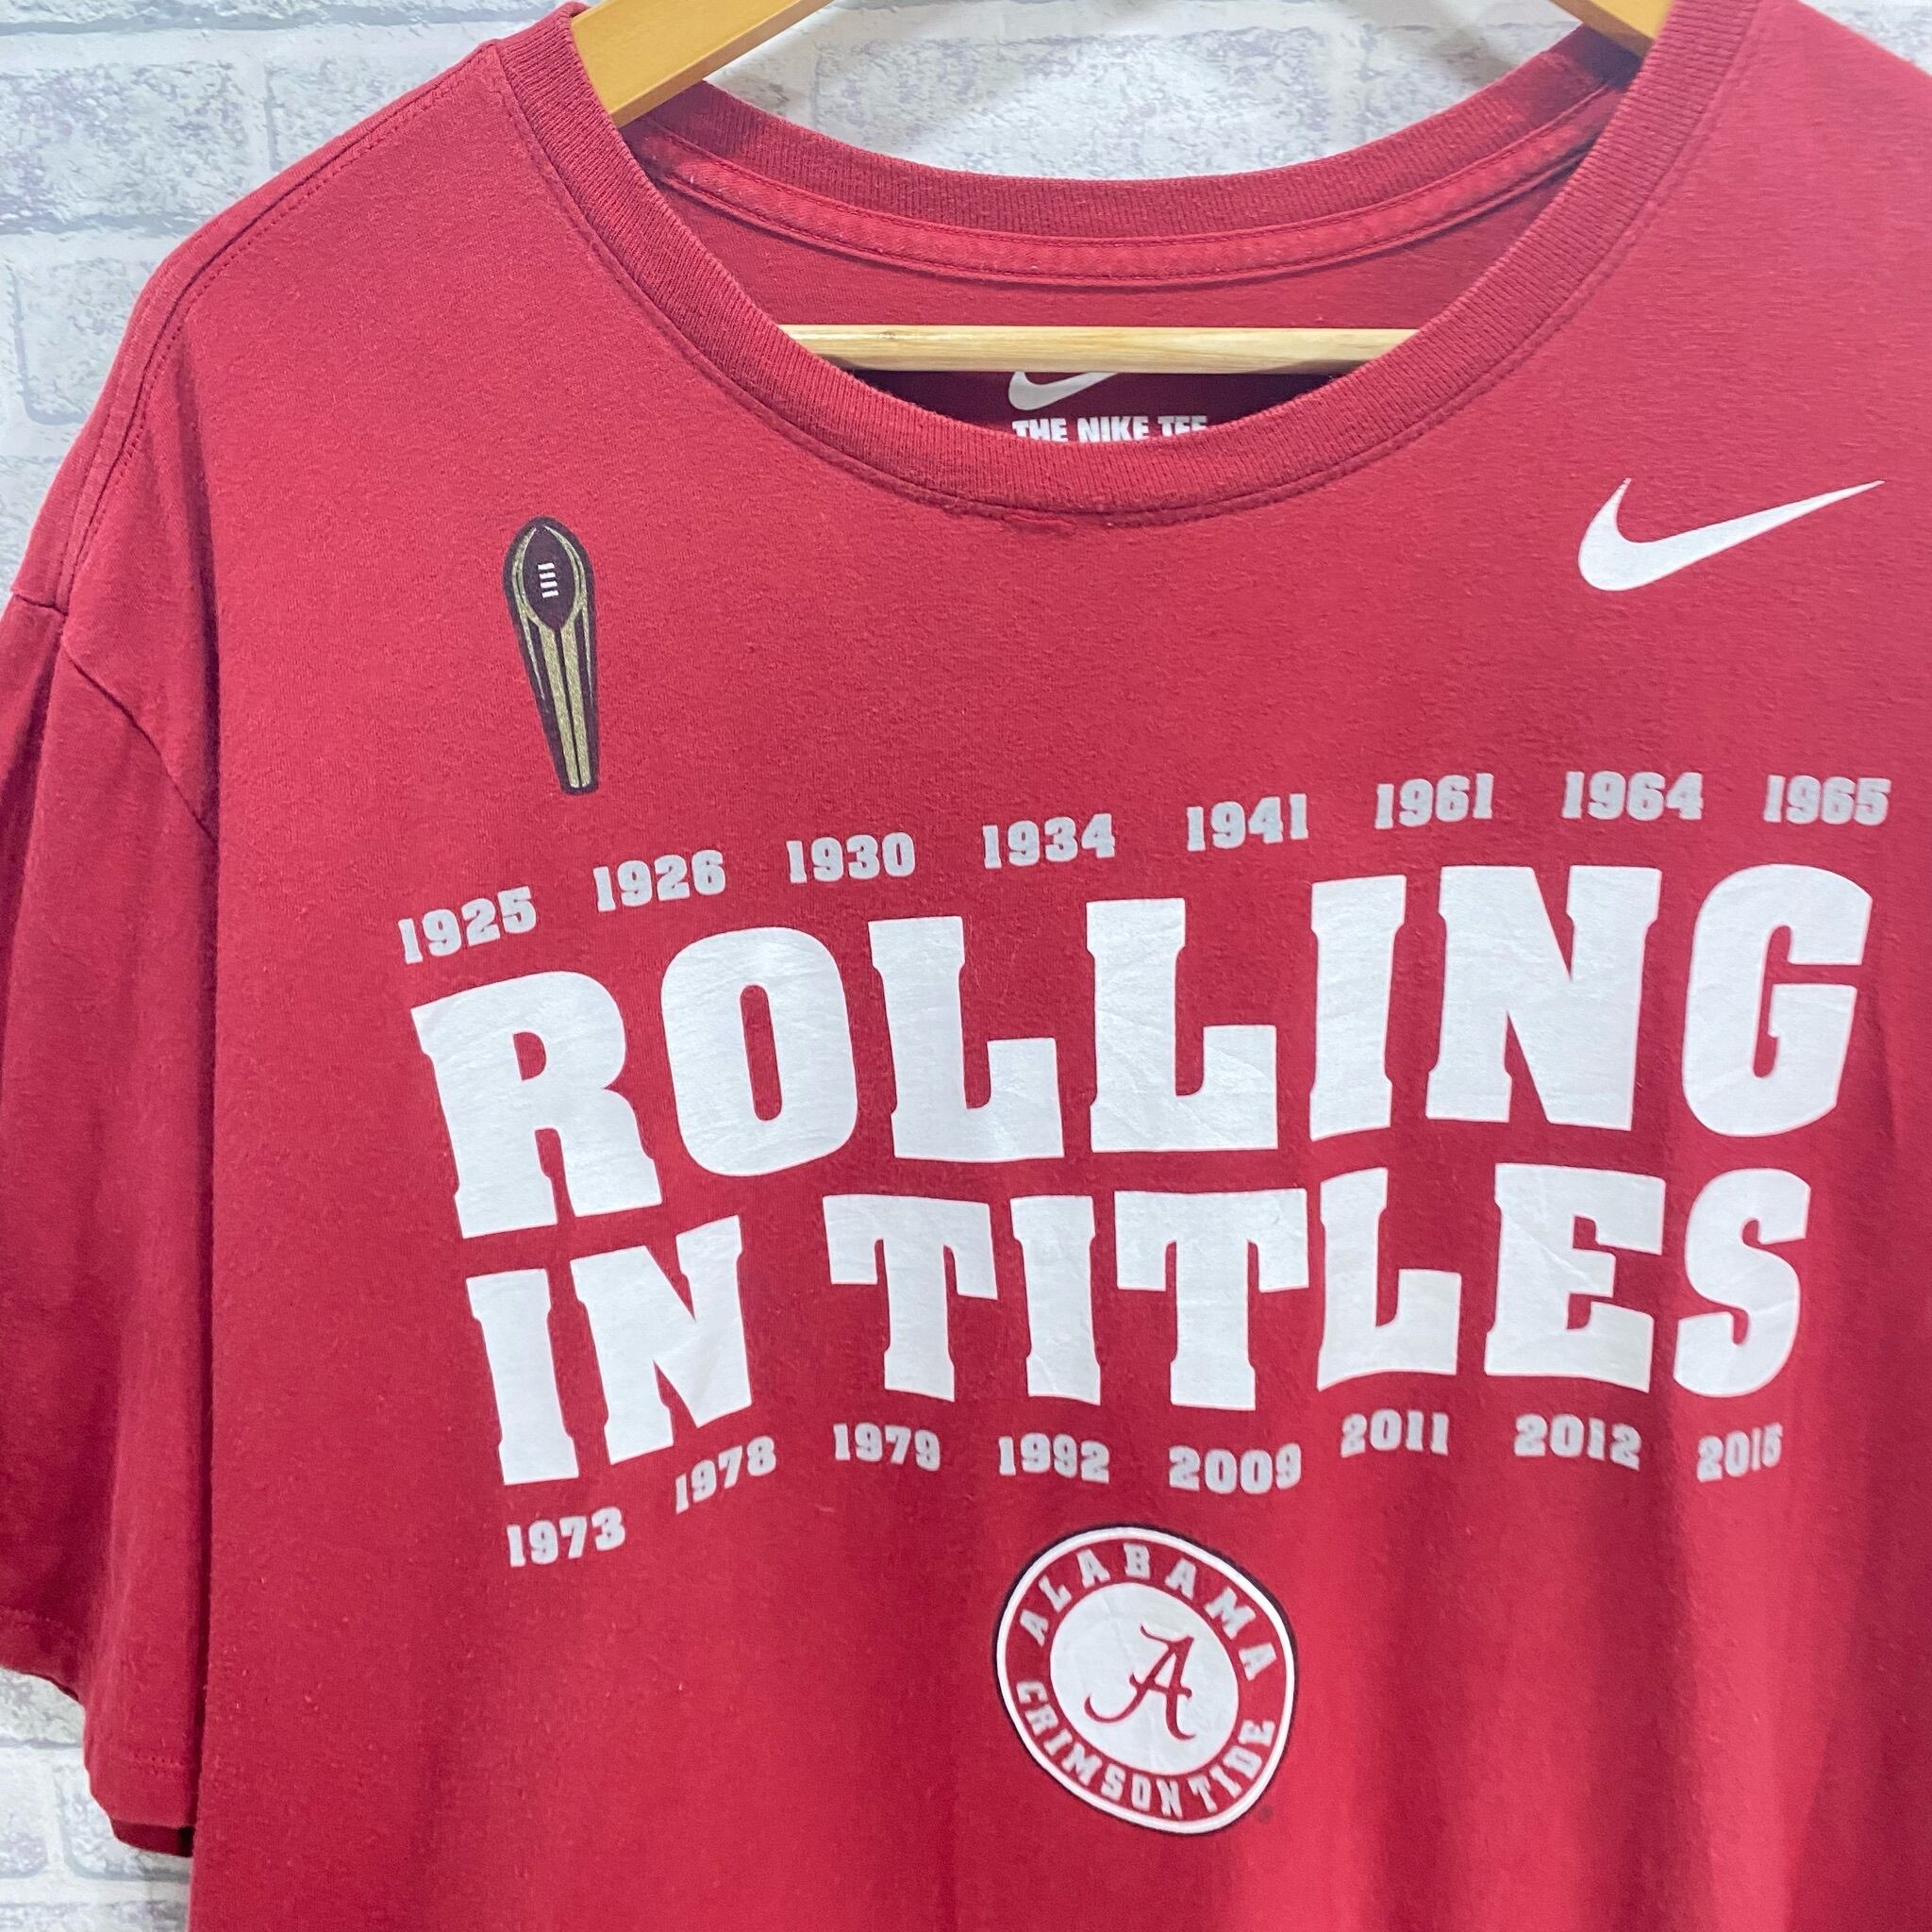 THE NIKE TEE
1925 1926 1930 1934 1941 1961 1964 1965
ROLLING
IN TITLES
1973 1978 1979 1992 2009 2011 2012 2015
ALABAMA
A
CRIMSON TIDE